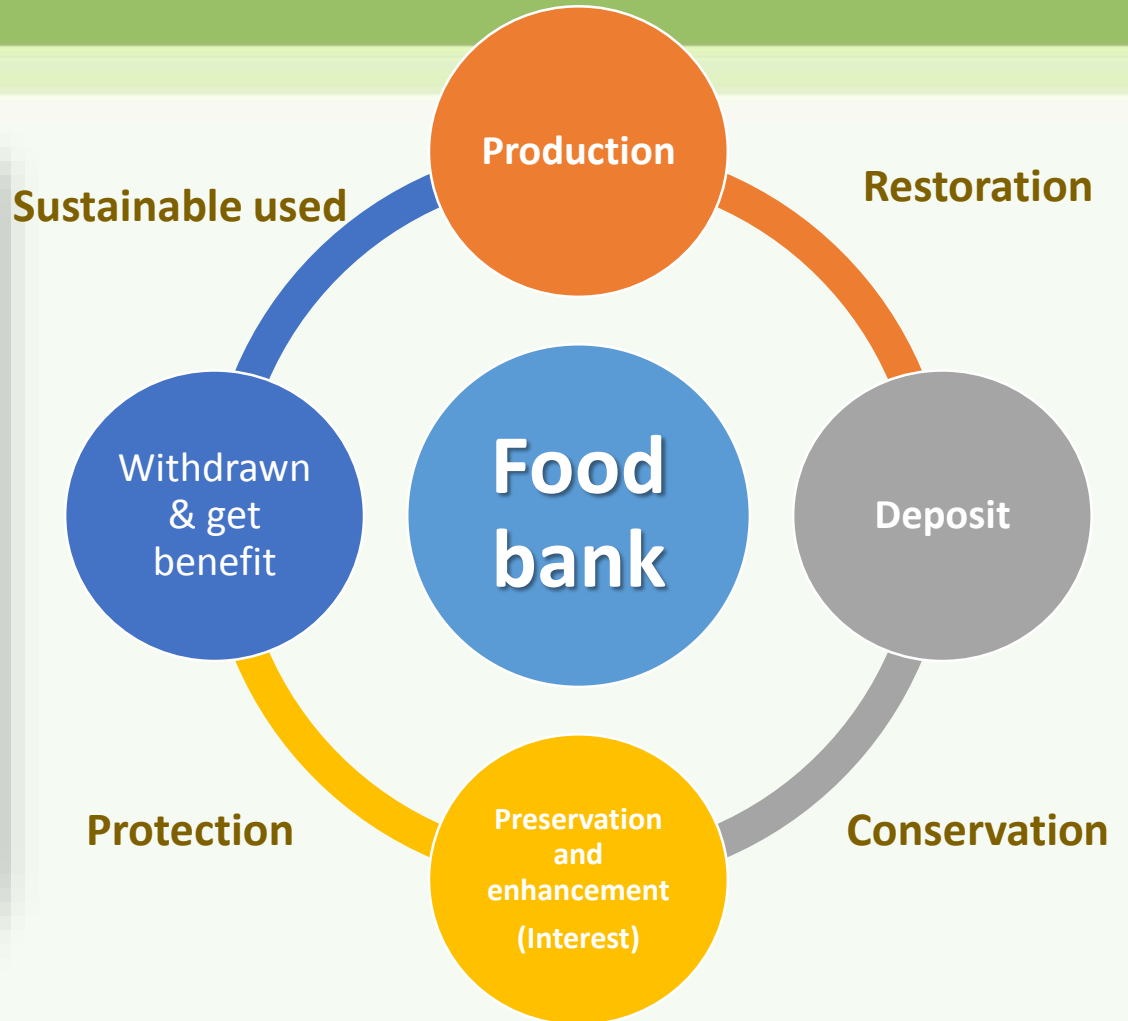 Production
Sustainable used
Restoration
Withdrawn
& get
benefit
Food
bank
Deposit
Protection
Preservation
and
enhancement
(Interest)
Conservation